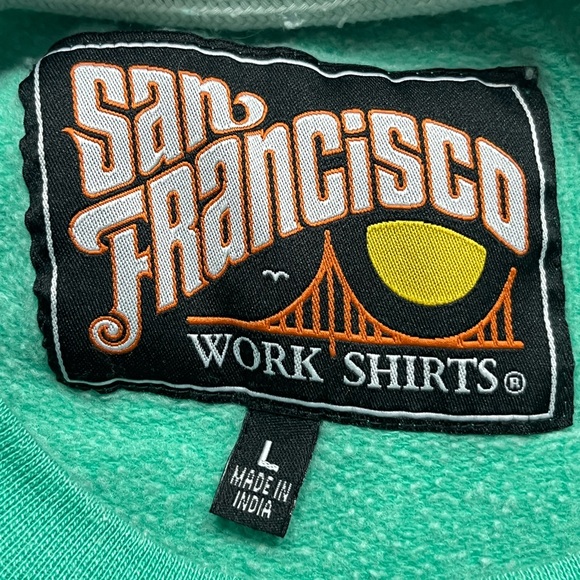 San
Francisco
WORK SHIRTS®
L
MADE IN
INDIA